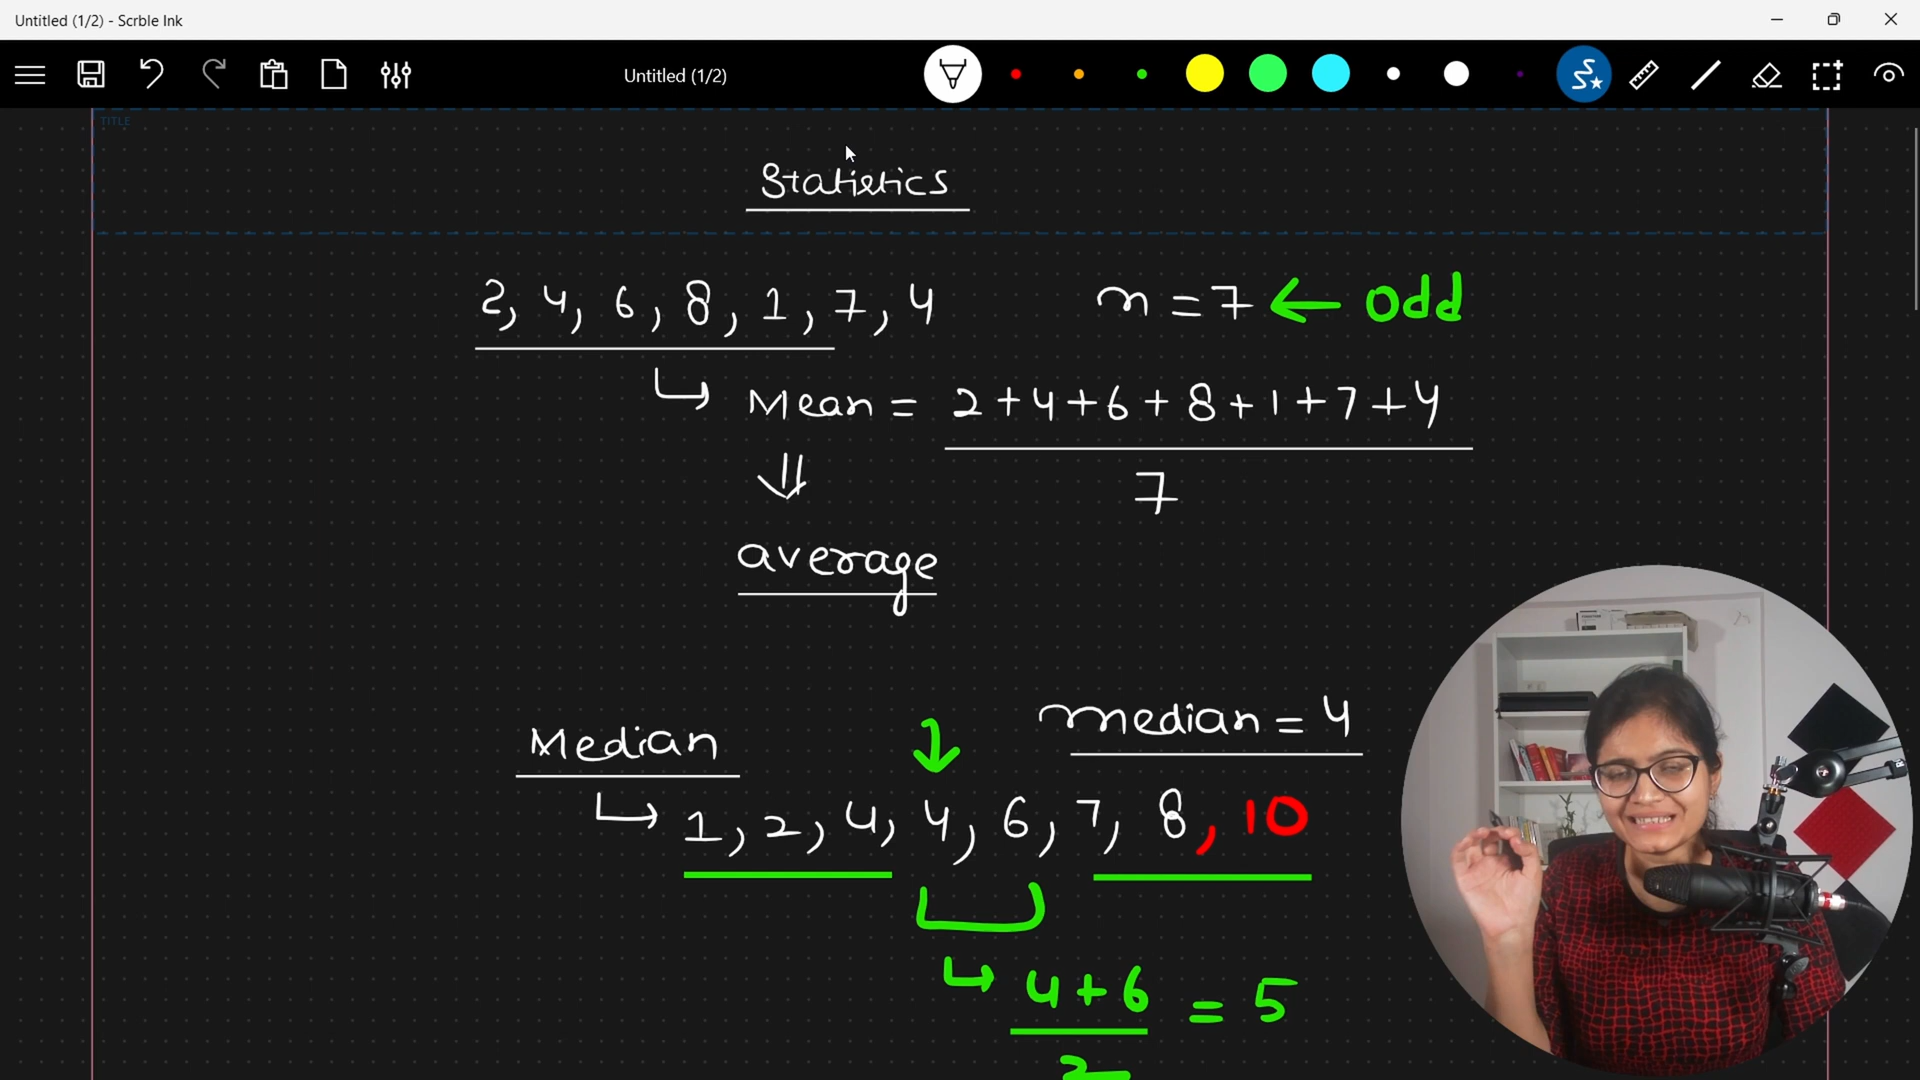 Untitled (1/2) - Scrble Ink
Untitled (1/2)
TITLE
Statistics
2, 4, 6, 8, 1, 7, 4
n = 7 ← odd
↳ Mean = 2+4+6+8+1+7+4
7
⇓
average
Median
median = 4
↓
↳ 1, 2, 4, 4, 6, 7, 8, 10
↳ 4+6 = 5
2